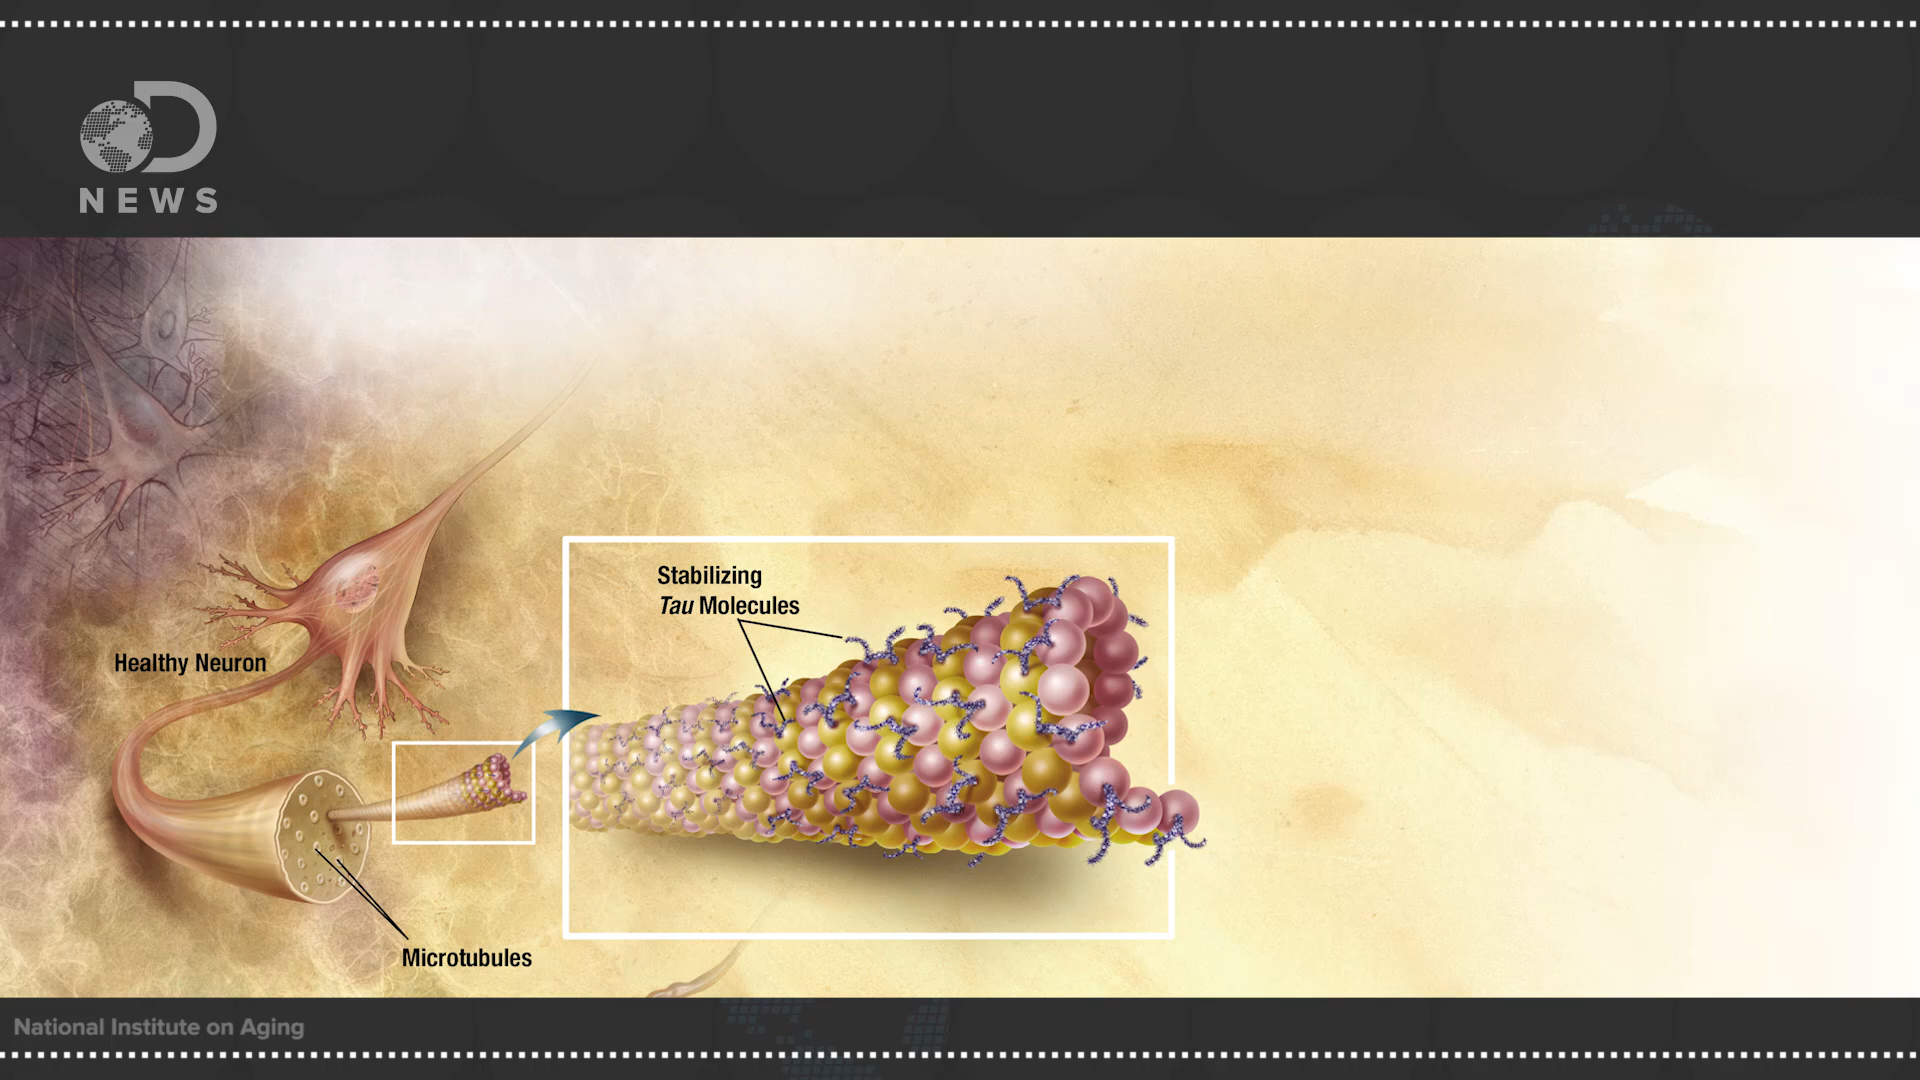 NEWS
Stabilizing
Tau Molecules
Healthy Neuron
Microtubules
National Institute on Aging